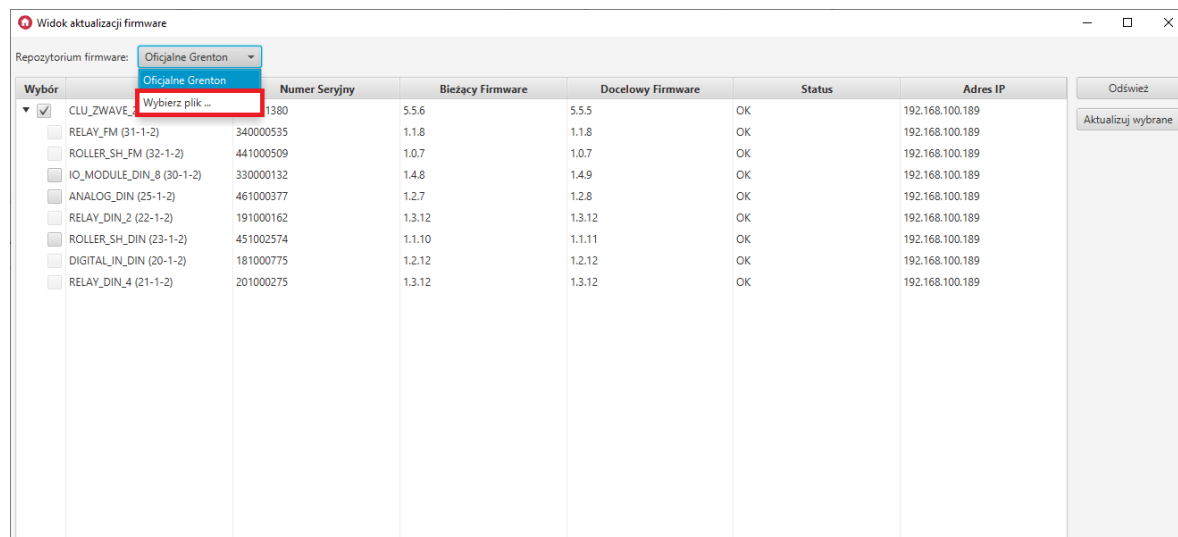 Widok aktualizacji firmware
Repozytorium firmware: Oficjalne Grenton
Oficjalne Grenton
Wybierz plik ...
Wybór Numer Seryjny Bieżący Firmware Docelowy Firmware Status Adres IP Odśwież
CLU_ZWAVE_2 1380 5.5.6 5.5.5 OK 192.168.100.189
Aktualizuj wybrane
RELAY_FM (31-1-2) 340000535 1.1.8 1.1.8 OK 192.168.100.189
ROLLER_SH_FM (32-1-2) 441000509 1.0.7 1.0.7 OK 192.168.100.189
IO_MODULE_DIN_8 (30-1-2) 330000132 1.4.8 1.4.9 OK 192.168.100.189
ANALOG_DIN (25-1-2) 461000377 1.2.7 1.2.8 OK 192.168.100.189
RELAY_DIN_2 (22-1-2) 191000162 1.3.12 1.3.12 OK 192.168.100.189
ROLLER_SH_DIN (23-1-2) 451002574 1.1.10 1.1.11 OK 192.168.100.189
DIGITAL_IN_DIN (20-1-2) 181000775 1.2.12 1.2.12 OK 192.168.100.189
RELAY_DIN_4 (21-1-2) 201000275 1.3.12 1.3.12 OK 192.168.100.189